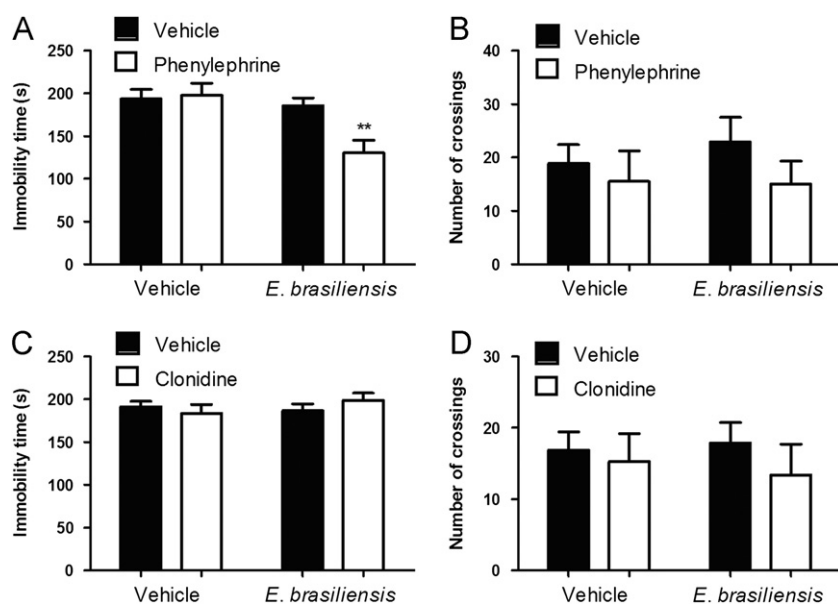 A
Vehicle
Phenylephrine
Immobility time (s)
250
200
150
100
50
0
**
Vehicle
E. brasiliensis
B
Vehicle
Phenylephrine
Number of crossings
40
30
20
10
0
Vehicle
E. brasiliensis
C
Vehicle
Clonidine
Immobility time (s)
250
200
150
100
50
0
Vehicle
E. brasiliensis
D
Vehicle
Clonidine
Number of crossings
30
20
10
0
Vehicle
E. brasiliensis